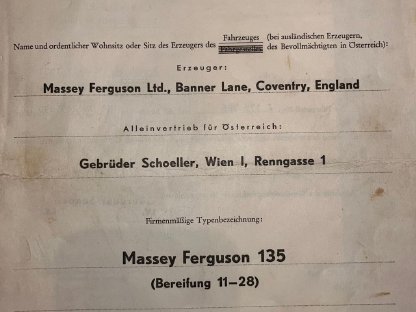 Name und ordentlicher Wohnsitz oder Sitz des Erzeugers des Fahrzeuges (bei ausländischen Erzeugern, des Bevollmächtigten in Österreich):
Erzeuger:
Massey Ferguson Ltd., Banner Lane, Coventry, England
Alleinvertrieb für Österreich:
Gebrüder Schoeller, Wien I, Renngasse 1
Firmenmäßige Typenbezeichnung:
Massey Ferguson 135
(Bereifung 11–28)